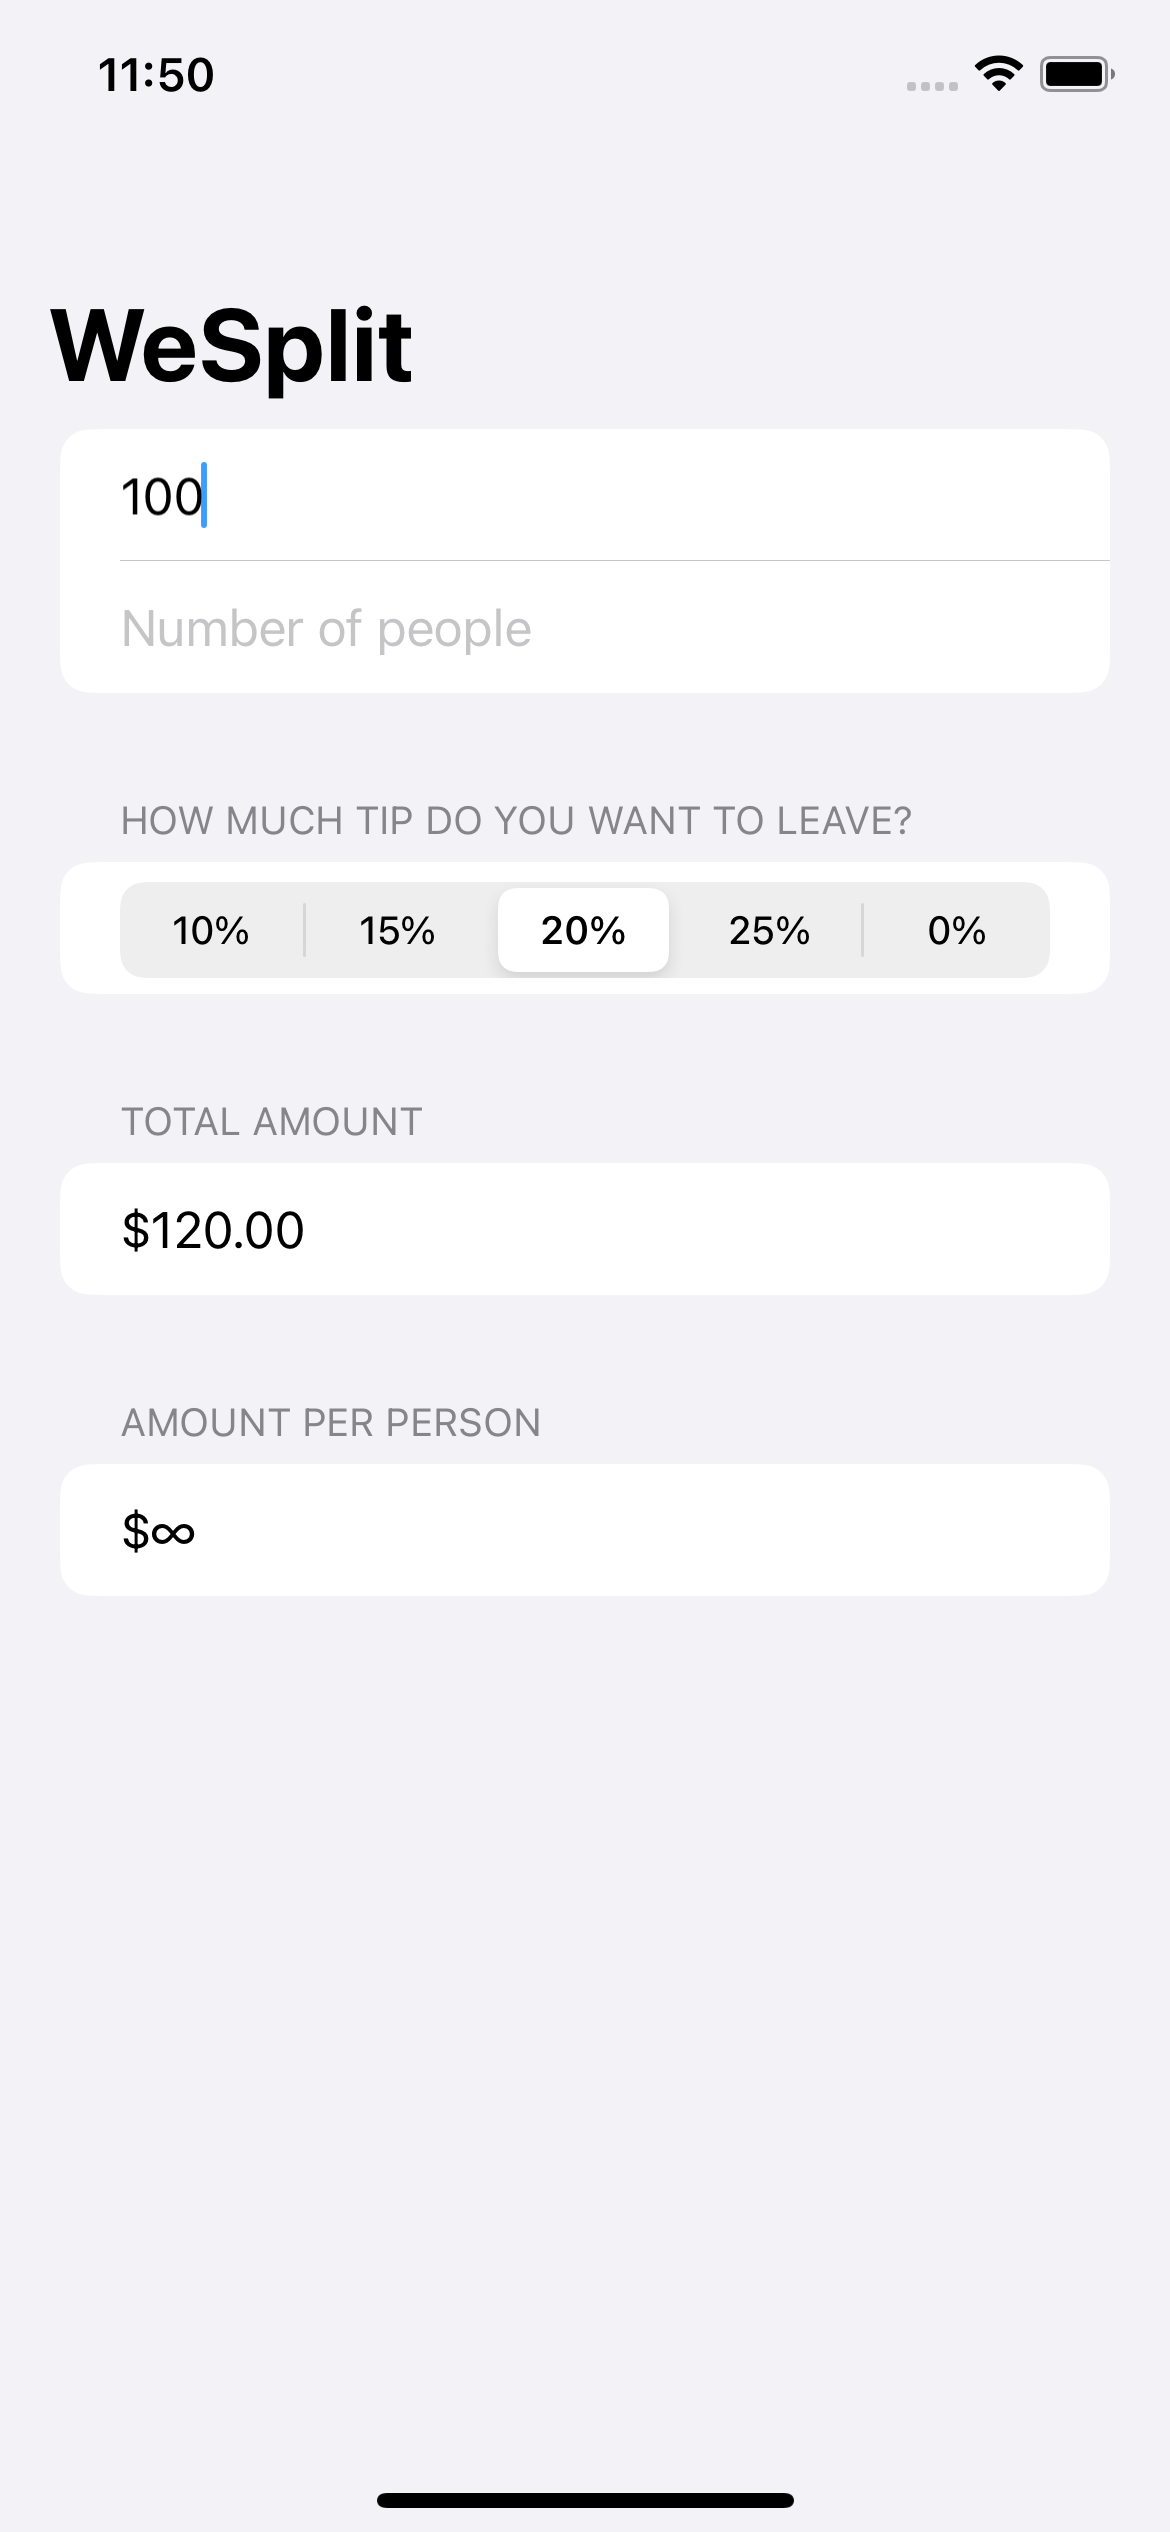 11:50
WeSplit
100
Number of people
HOW MUCH TIP DO YOU WANT TO LEAVE?
10% 15% 20% 25% 0%
TOTAL AMOUNT
$120.00
AMOUNT PER PERSON
$∞